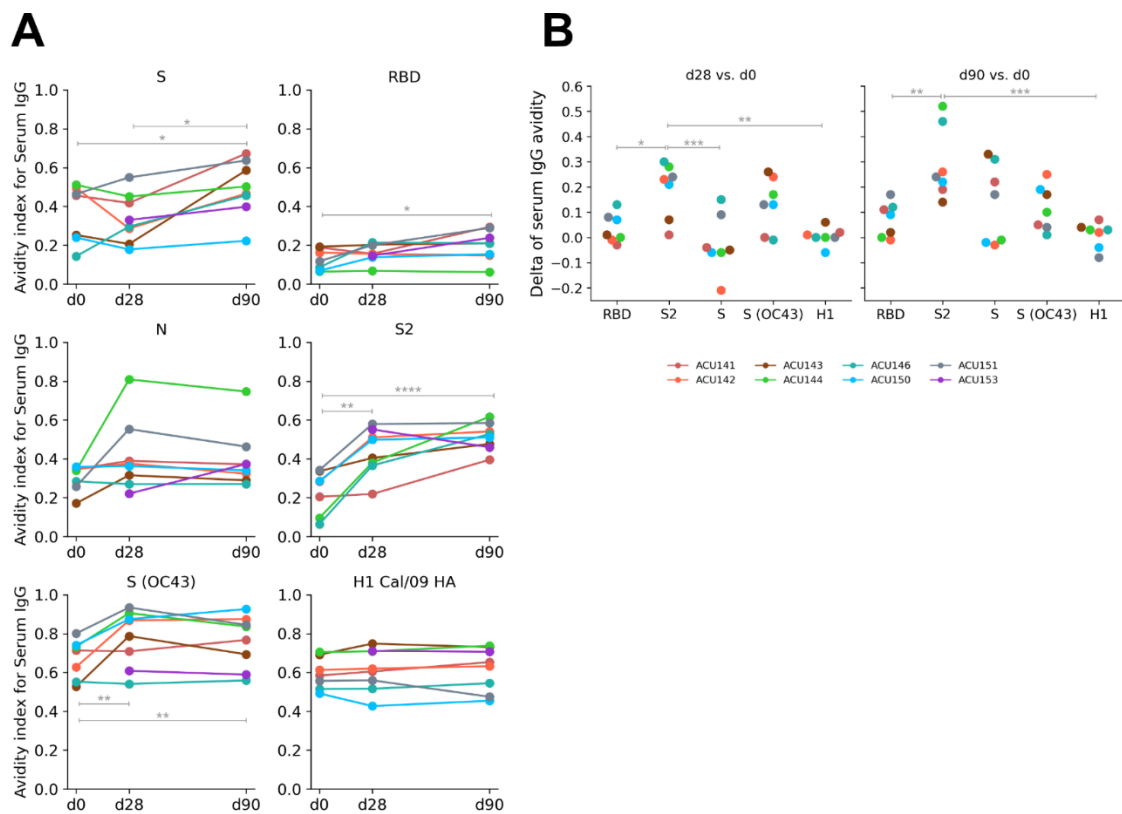 A
B
S
RBD
Avidity index for Serum IgG
1.0
0.8
0.6
0.4
0.2
0.0
d0 d28 d90
*
*
1.0
0.8
0.6
0.4
0.2
0.0
d0 d28 d90
*
N
S2
Avidity index for Serum IgG
1.0
0.8
0.6
0.4
0.2
0.0
d0 d28 d90
1.0
0.8
0.6
0.4
0.2
0.0
d0 d28 d90
****
**
S (OC43)
H1 Cal/09 HA
Avidity index for Serum IgG
1.0
0.8
0.6
0.4
0.2
0.0
d0 d28 d90
**
**
1.0
0.8
0.6
0.4
0.2
0.0
d0 d28 d90
d28 vs. d0
d90 vs. d0
Delta of serum IgG avidity
0.6
0.5
0.4
0.3
0.2
0.1
0.0
−0.1
−0.2
**
* ***
** ***
RBD S2 S S (OC43) H1
RBD S2 S S (OC43) H1
ACU141 ACU143 ACU146 ACU151
ACU142 ACU144 ACU150 ACU153